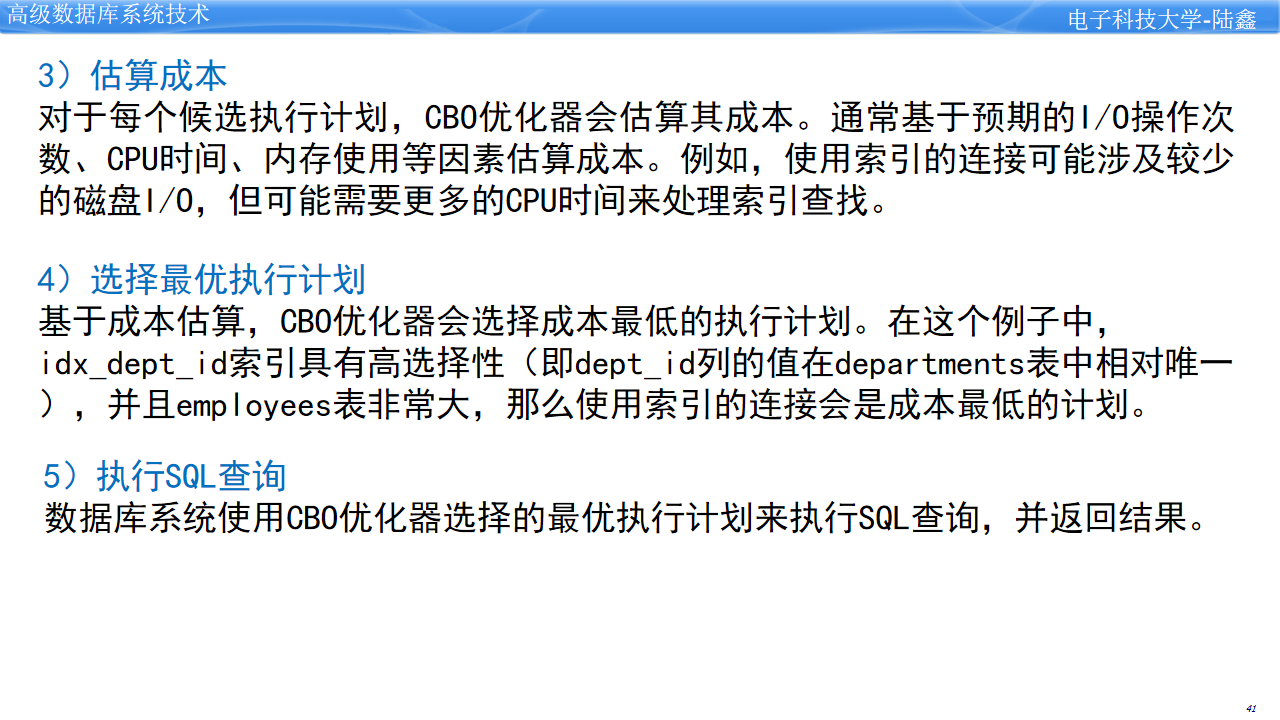 高级数据库系统技术
电子科技大学-陆鑫
3）估算成本
对于每个候选执行计划，CBO优化器会估算其成本。通常基于预期的I/O操作次
数、CPU时间、内存使用等因素估算成本。例如，使用索引的连接可能涉及较少
的磁盘I/O，但可能需要更多的CPU时间来处理索引查找。
4）选择最优执行计划
基于成本估算，CBO优化器会选择成本最低的执行计划。在这个例子中，
idx_dept_id索引具有高选择性（即dept_id列的值在departments表中相对唯一
），并且employees表非常大，那么使用索引的连接会是成本最低的计划。
5）执行SQL查询
数据库系统使用CBO优化器选择的最优执行计划来执行SQL查询，并返回结果。
41